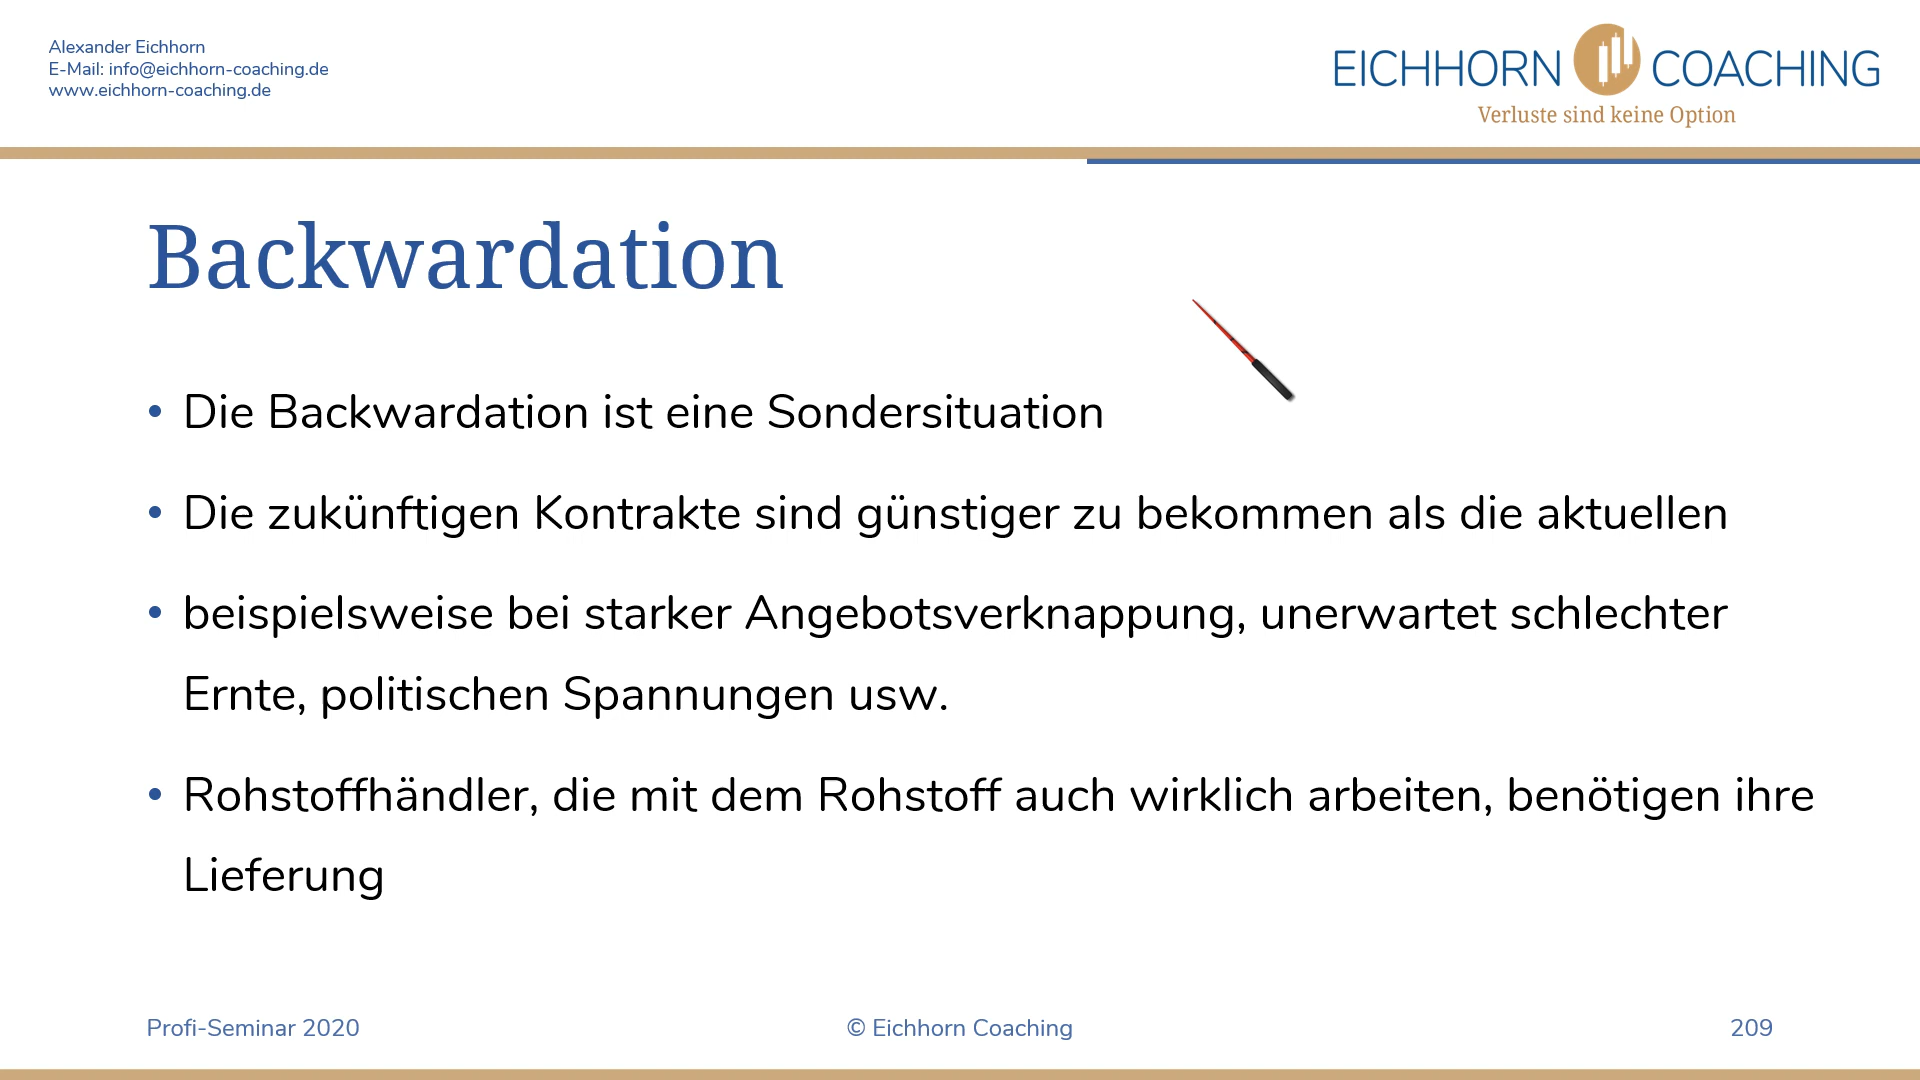 Alexander Eichhorn
E-Mail: info@eichhorn-coaching.de
www.eichhorn-coaching.de
EICHHORN COACHING
Verluste sind keine Option
Backwardation
• Die Backwardation ist eine Sondersituation
• Die zukünftigen Kontrakte sind günstiger zu bekommen als die aktuellen
• beispielsweise bei starker Angebotsverknappung, unerwartet schlechter
Ernte, politischen Spannungen usw.
• Rohstoffhändler, die mit dem Rohstoff auch wirklich arbeiten, benötigen ihre
Lieferung
Profi-Seminar 2020
© Eichhorn Coaching
209